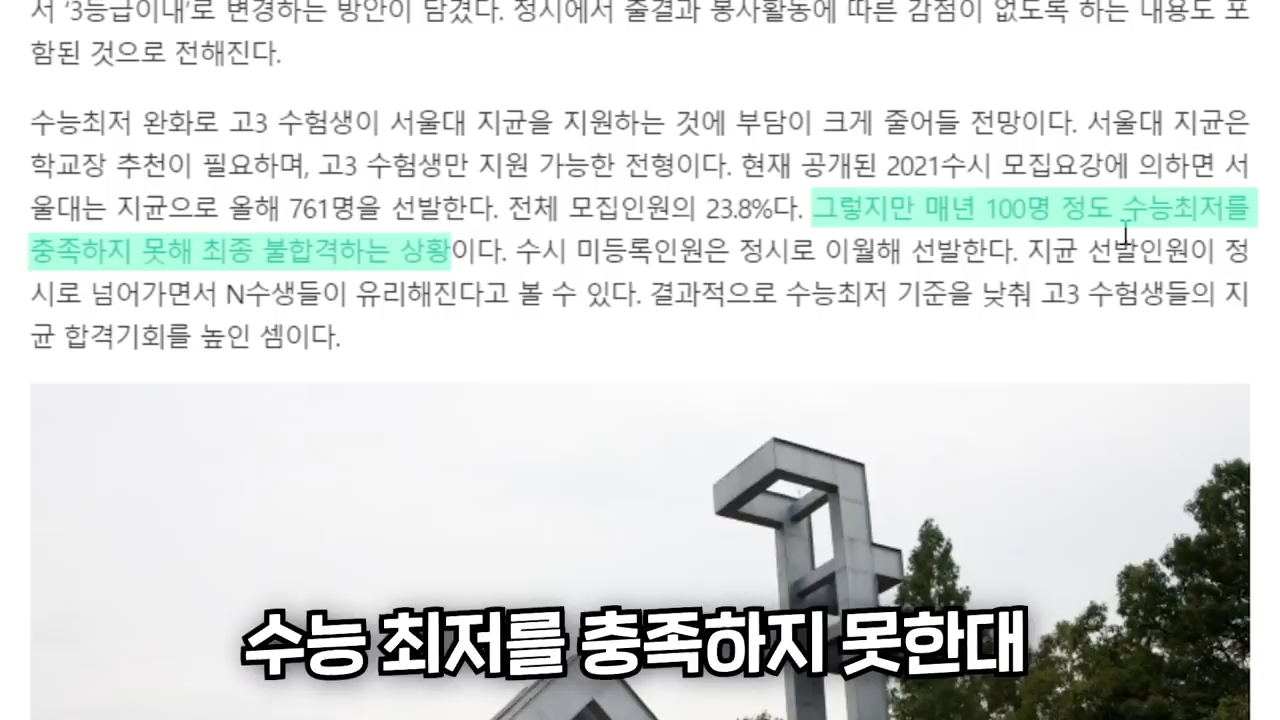 서 '3등급이내'로 변경하는 방안이 담겼다. 정시에서 출결과 봉사활동에 따른 감점이 없도록 하는 내용도 포
함된 것으로 전해진다.
수능최저 완화로 고3 수험생이 서울대 지균을 지원하는 것에 부담이 크게 줄어들 전망이다. 서울대 지균은
학교장 추천이 필요하며, 고3 수험생만 지원 가능한 전형이다. 현재 공개된 2021수시 모집요강에 의하면 서
울대는 지균으로 올해 761명을 선발한다. 전체 모집인원의 23.8%다. 그렇지만 매년 100명 정도 수능최저를
충족하지 못해 최종 불합격하는 상황이다. 수시 미등록인원은 정시로 이월해 선발한다. 지균 선발인원이 정
시로 넘어가면서 N수생들이 유리해진다고 볼 수 있다. 결과적으로 수능최저 기준을 낮춰 고3 수험생들의 지
균 합격기회를 높인 셈이다.
수능 최저를 충족하지 못한대